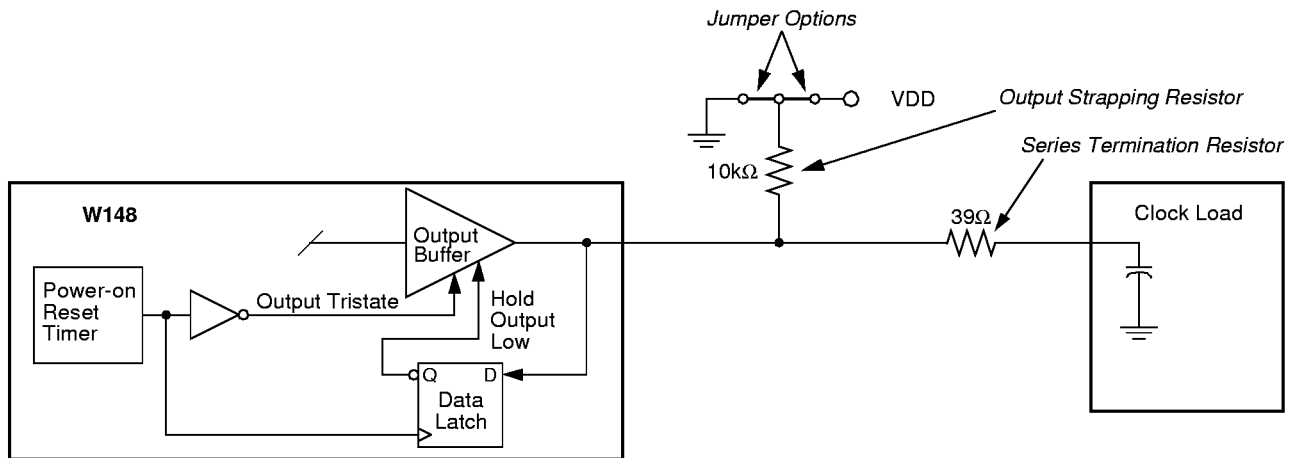 Jumper Options
VDD
Output Strapping Resistor
10kΩ
Series Termination Resistor
39Ω
W148
Clock Load
Output
Buffer
Power-on
Reset
Timer
Output Tristate
Hold
Output
Low
Q D
Data
Latch